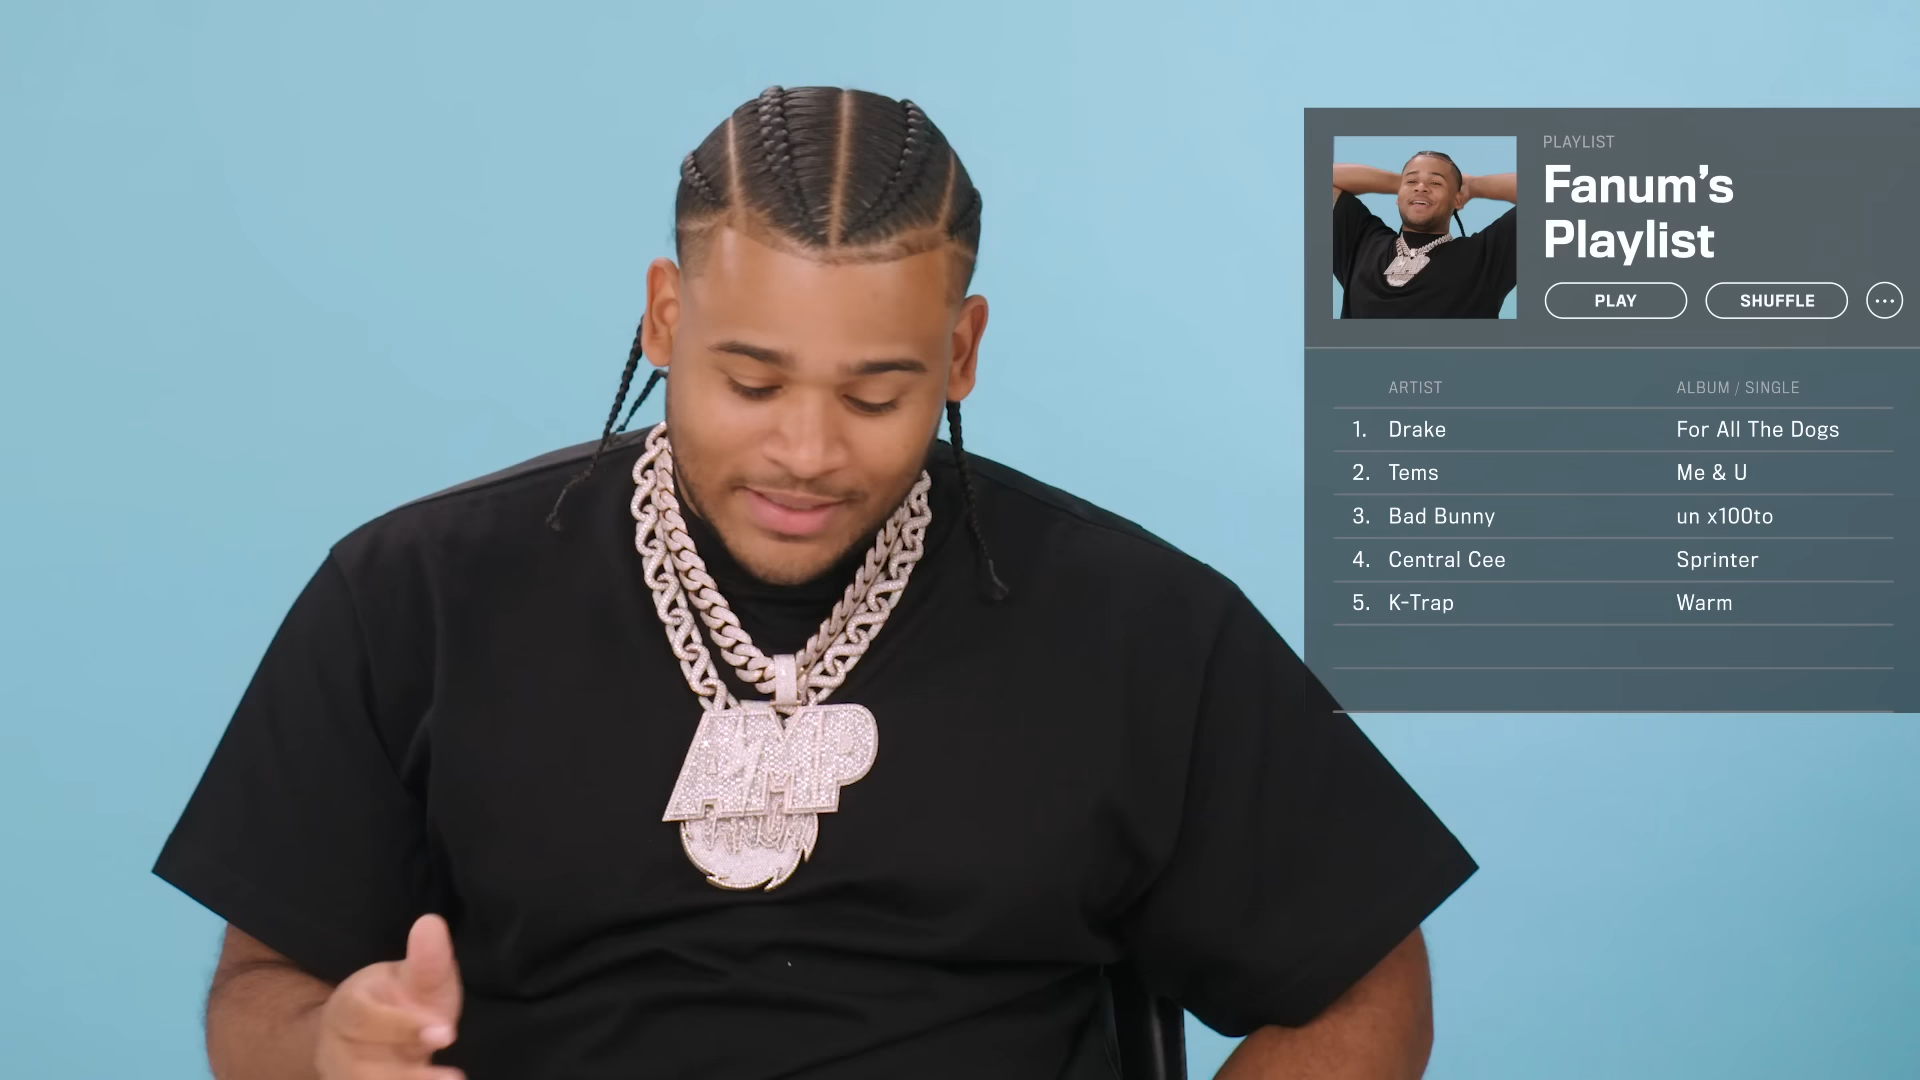 PLAYLIST
Fanum's
Playlist
PLAY
SHUFFLE
ARTIST ALBUM / SINGLE
1. Drake For All The Dogs
2. Tems Me & U
3. Bad Bunny un x100to
4. Central Cee Sprinter
5. K-Trap Warm
AMP
FANUM